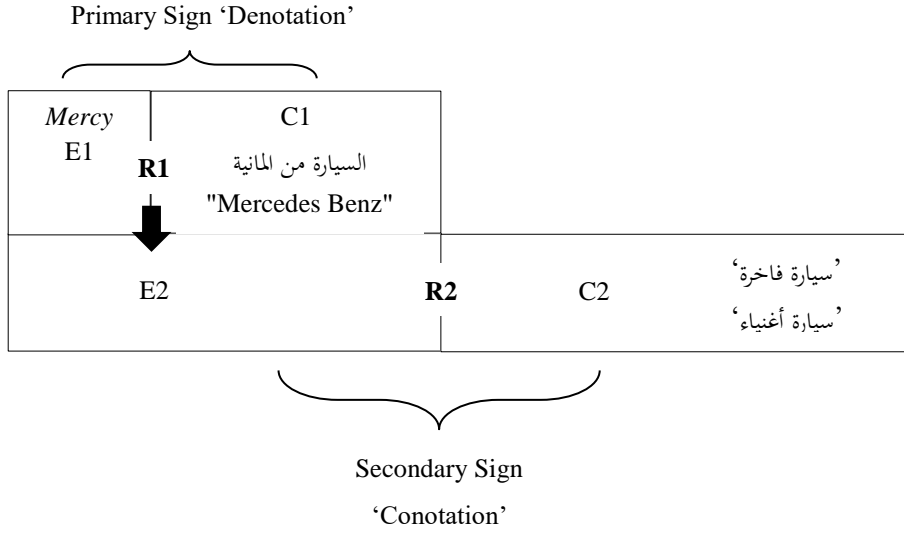 Primary Sign ‘Denotation’
Mercy
E1
R1
C1
السيارة من المانية
"Mercedes Benz"
E2
R2
C2
’سيارة فاخرة‘
’سيارة أغنياء‘
Secondary Sign
‘Conotation’